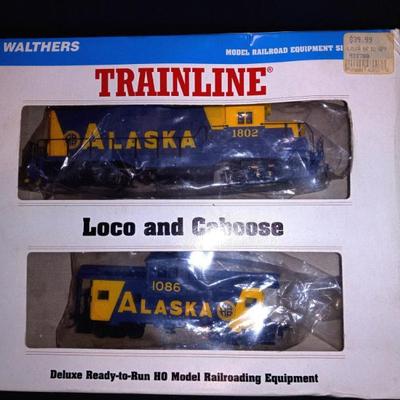 WALTHERS
MODEL RAILROAD EQUIPMENT
$39.99
TRAINLINE®
ALASKA
1802
Loco and Caboose
1086
ALASKA
Deluxe Ready-to-Run HO Model Railroading Equipment